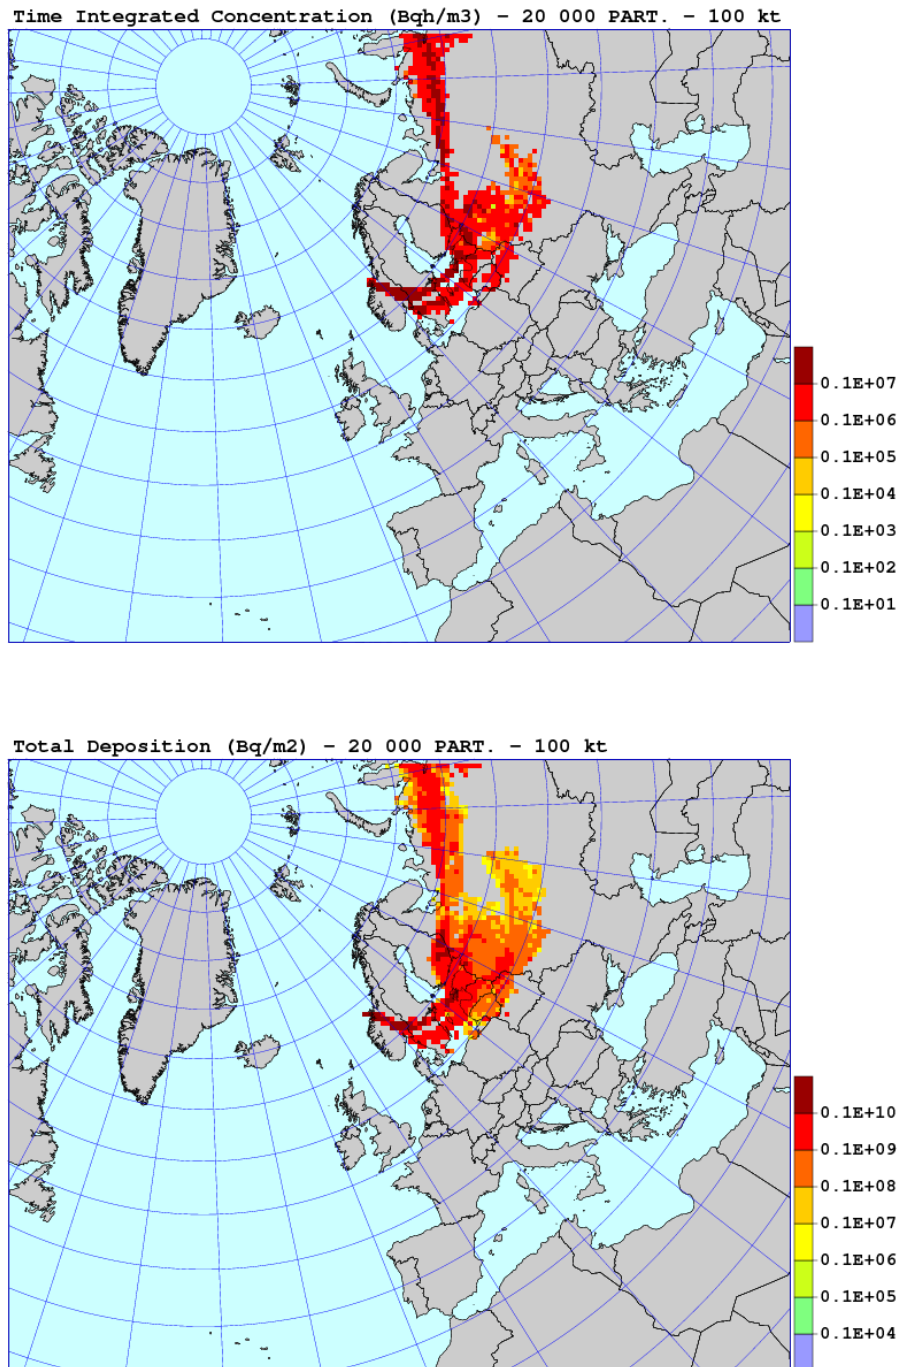 Time Integrated Concentration (Bqh/m3) – 20 000 PART. – 100 kt
0.1E+07
0.1E+06
0.1E+05
0.1E+04
0.1E+03
0.1E+02
0.1E+01
Total Deposition (Bq/m2) – 20 000 PART. – 100 kt
0.1E+10
0.1E+09
0.1E+08
0.1E+07
0.1E+06
0.1E+05
0.1E+04